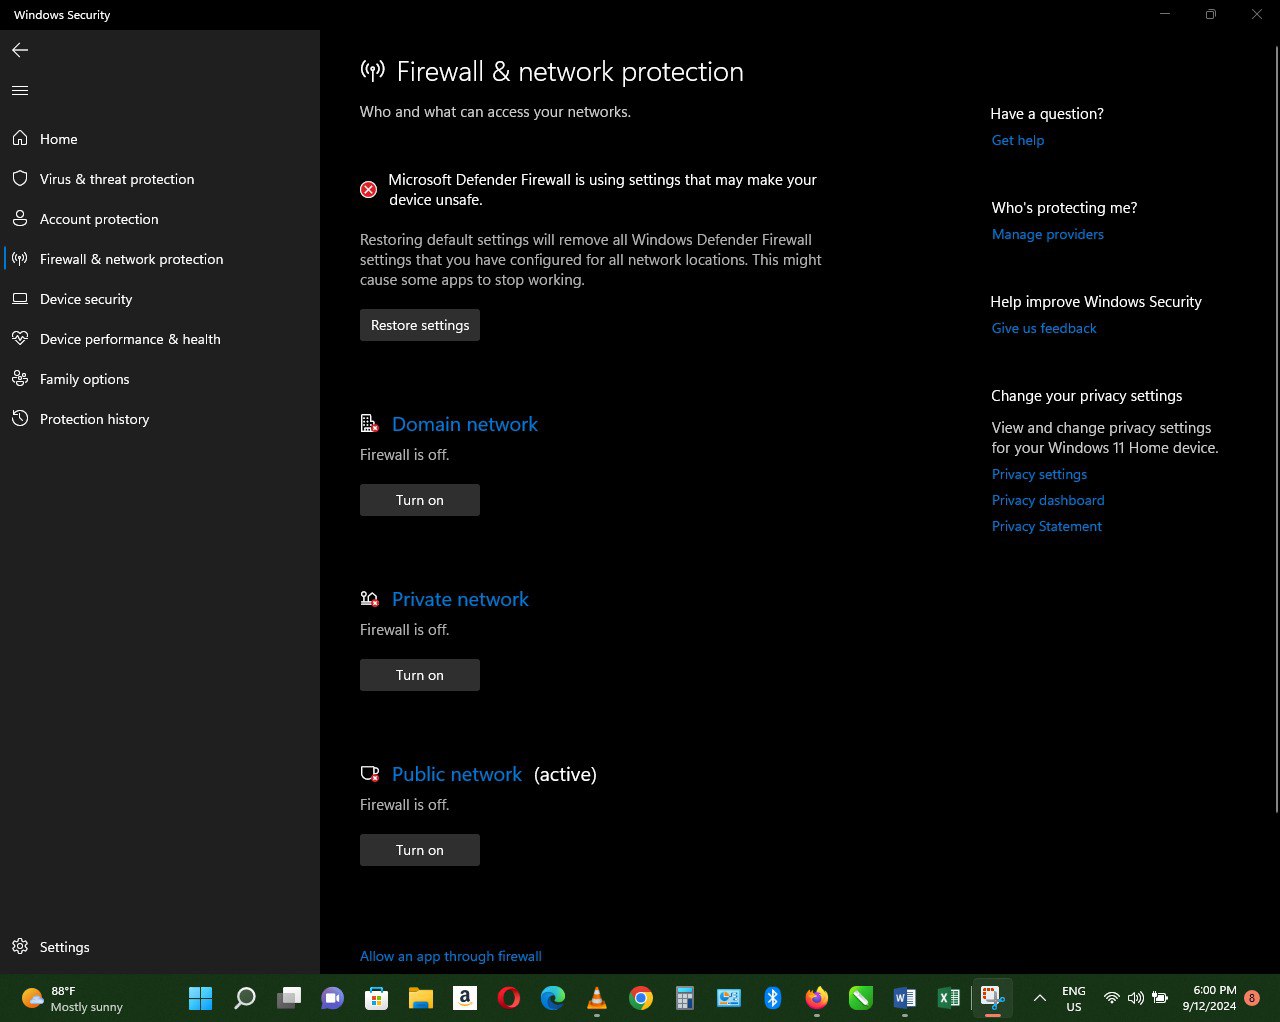 Windows Security
Home
Virus & threat protection
Account protection
Firewall & network protection
Device security
Device performance & health
Family options
Protection history
Settings
Firewall & network protection
Who and what can access your networks.
Microsoft Defender Firewall is using settings that may make your
device unsafe.
Restoring default settings will remove all Windows Defender Firewall
settings that you have configured for all network locations. This might
cause some apps to stop working.
Restore settings
Domain network
Firewall is off.
Turn on
Private network
Firewall is off.
Turn on
Public network (active)
Firewall is off.
Turn on
Allow an app through firewall
Have a question?
Get help
Who's protecting me?
Manage providers
Help improve Windows Security
Give us feedback
Change your privacy settings
View and change privacy settings
for your Windows 11 Home device.
Privacy settings
Privacy dashboard
Privacy Statement
88°F
Mostly sunny
ENG
US
6:00 PM
9/12/2024
8